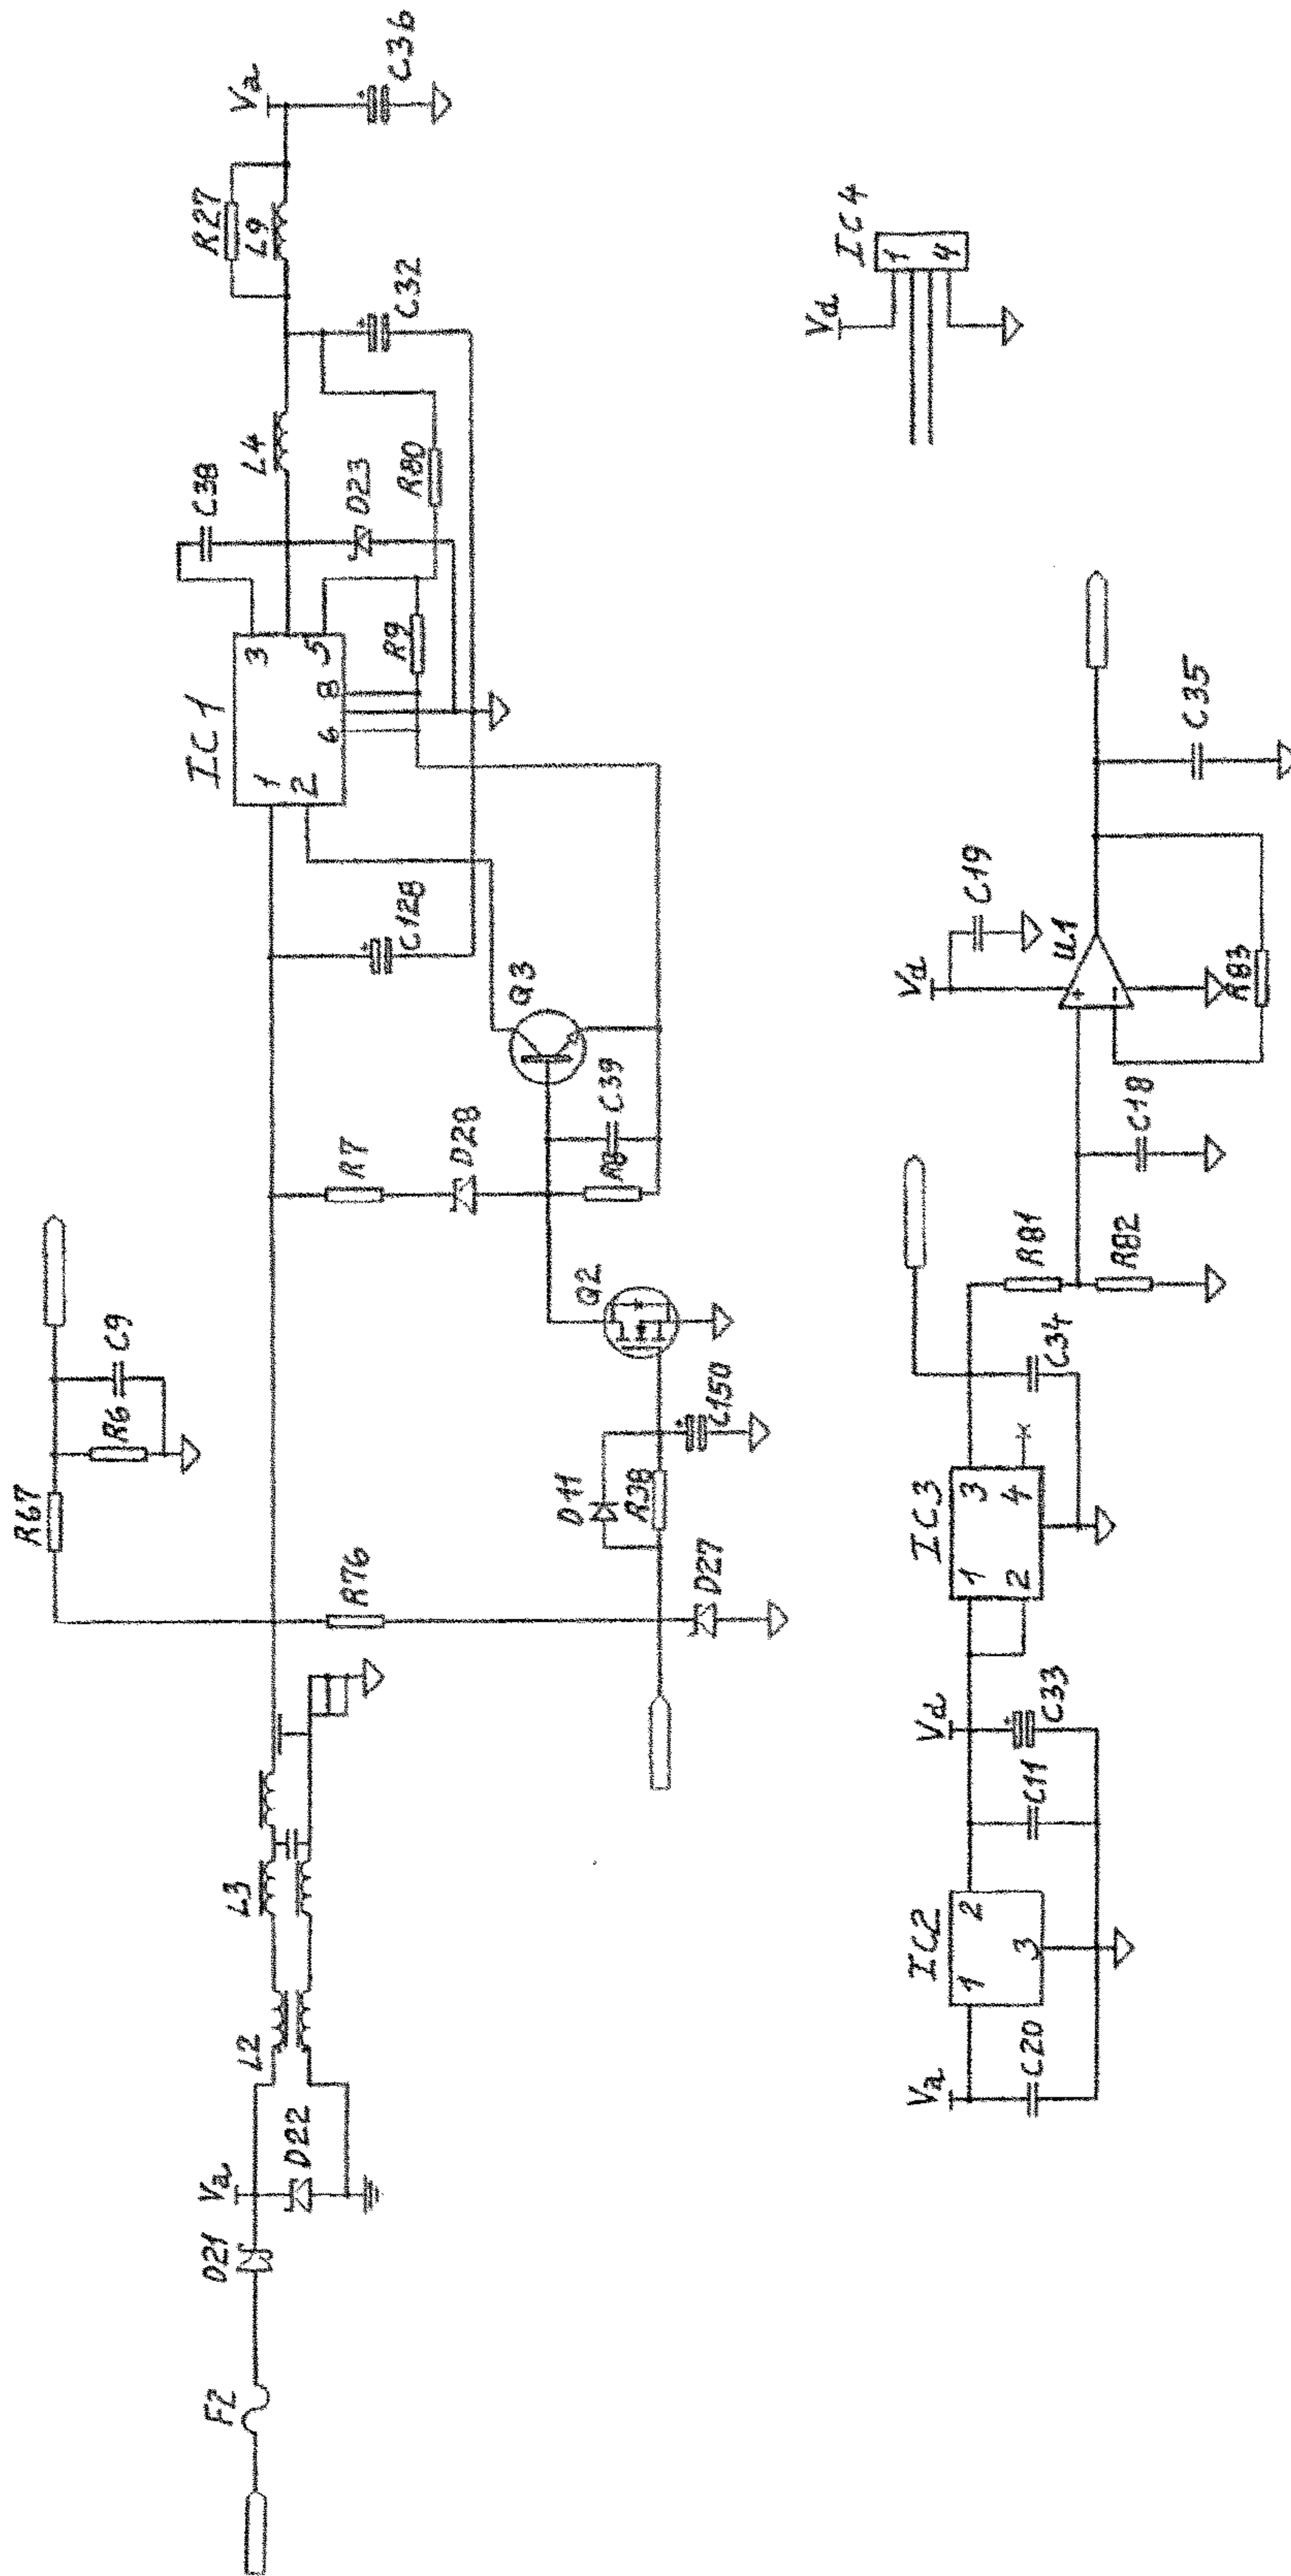 F2
D21
Va
D22
L2
L3
R67
R6
C9
R76
D11
R38
D27
C150
Q2
R7
D28
R8
C39
Q3
C128
IC1
1
2
3
5
6
8
R9
C38
D23
R80
L4
C32
R27
L9
Va
C36
Va
C20
IC2
1
2
3
C11
Vd
C33
IC3
1
2
3
4
C34
R81
R82
C18
Vd
C19
U1
+
-
R83
C35
Vd
IC4
1
4